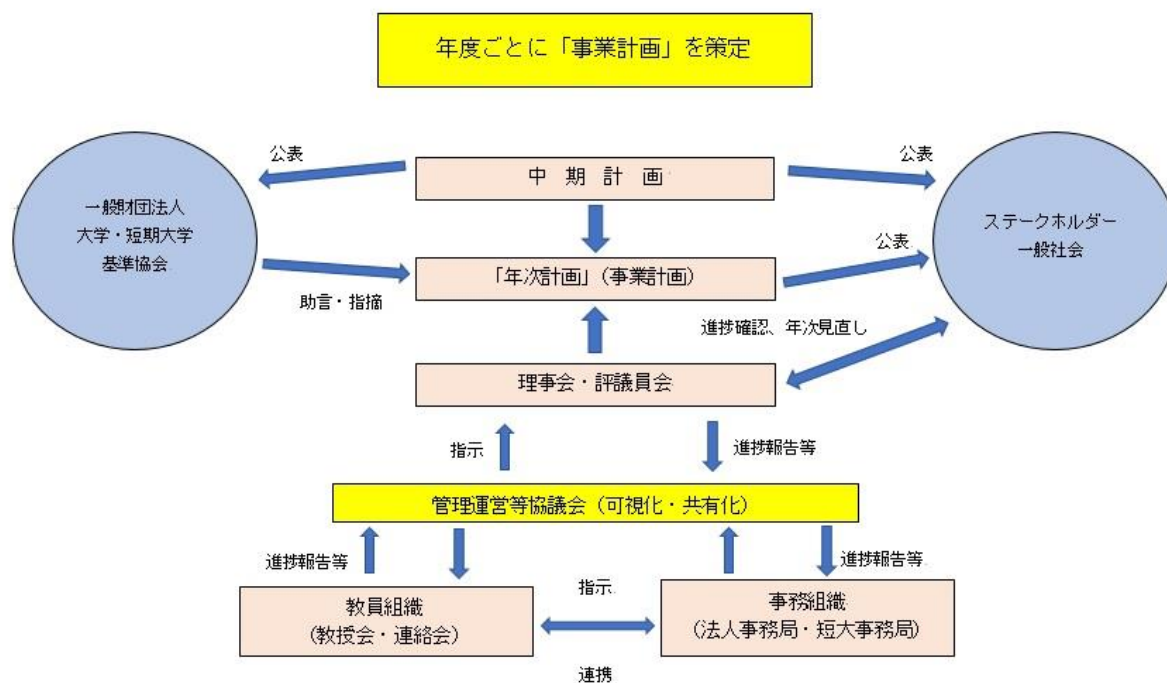 年度ごとに「事業計画」を策定
公表
中 期 計 画
公表
一般財団法人
大学・短期大学
基準協会
ステークホルダー
一般社会
公表
「年次計画」(事業計画)
助言・指摘
進捗確認、年次見直し
理事会・評議員会
指示
進捗報告等
管理運営等協議会(可視化・共有化)
進捗報告等
進捗報告等
指示
教員組織
(教授会・連絡会)
事務組織
(法人事務局・短大事務局)
連携